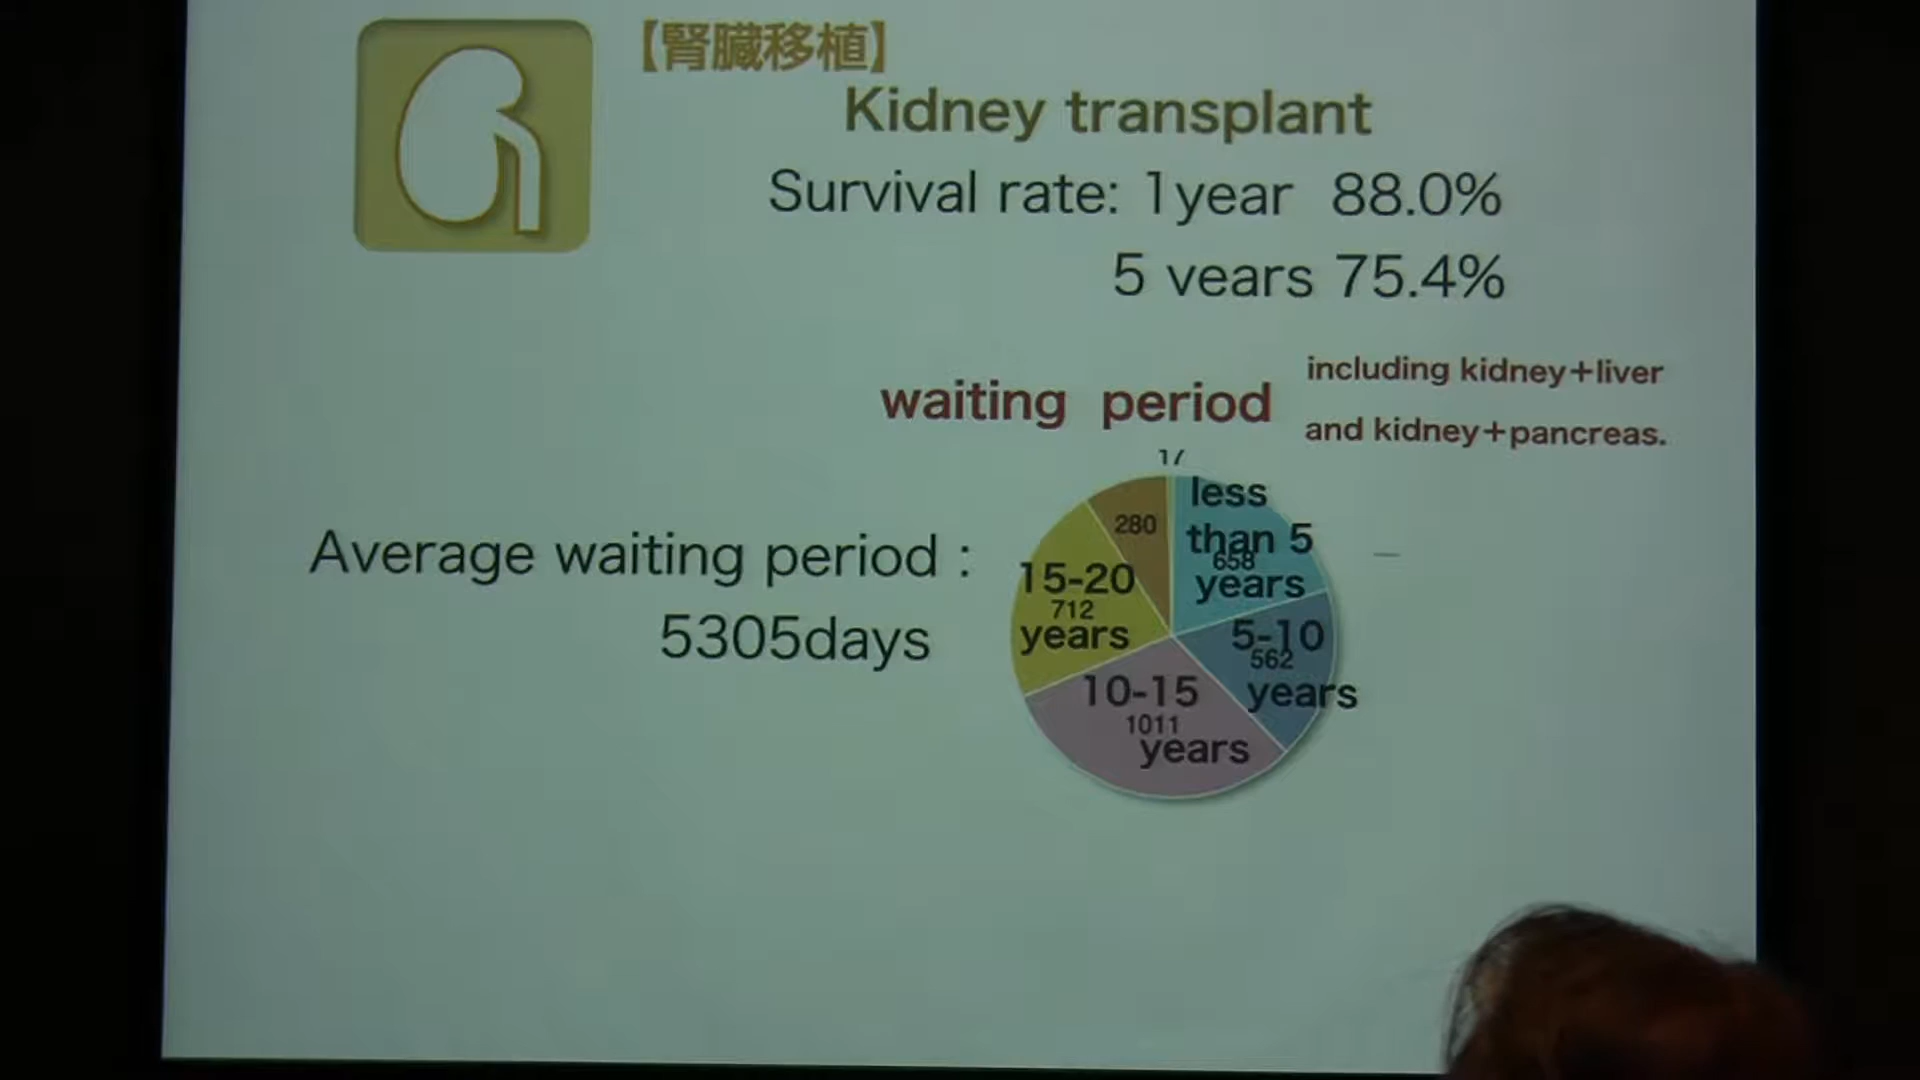 【腎臓移植】
Kidney transplant
Survival rate: 1year 88.0%
5 years 75.4%
waiting period
including kidney+liver
and kidney+pancreas.
Average waiting period :
5305days
17
less
than 5
658
years
5-10
562
years
10-15
1011
years
15-20
712
years
280